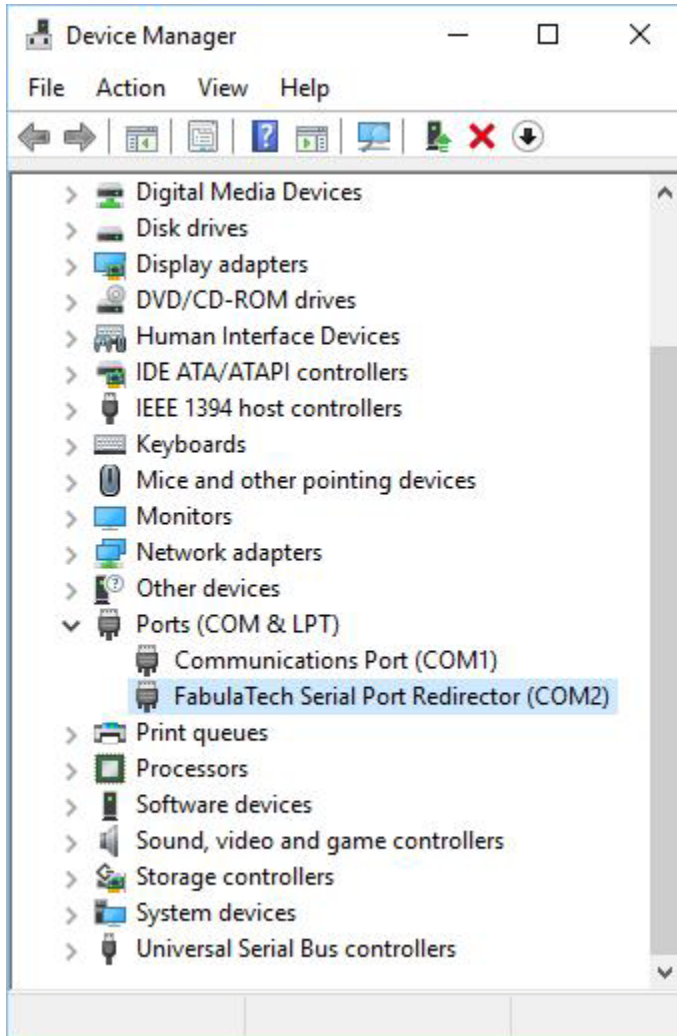 Device Manager
File Action View Help
Digital Media Devices
Disk drives
Display adapters
DVD/CD-ROM drives
Human Interface Devices
IDE ATA/ATAPI controllers
IEEE 1394 host controllers
Keyboards
Mice and other pointing devices
Monitors
Network adapters
Other devices
Ports (COM & LPT)
Communications Port (COM1)
FabulaTech Serial Port Redirector (COM2)
Print queues
Processors
Software devices
Sound, video and game controllers
Storage controllers
System devices
Universal Serial Bus controllers